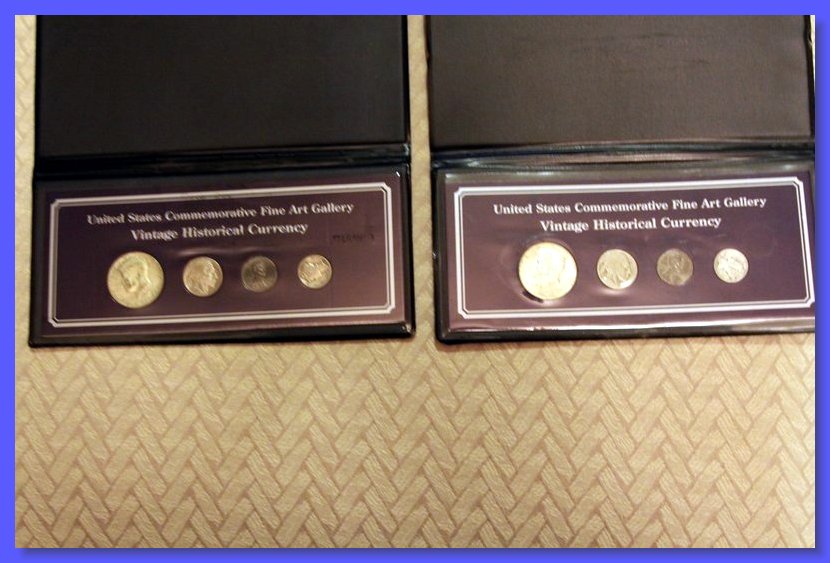 United States Commemorative Fine Art Gallery
Vintage Historical Currency
United States Commemorative Fine Art Gallery
Vintage Historical Currency